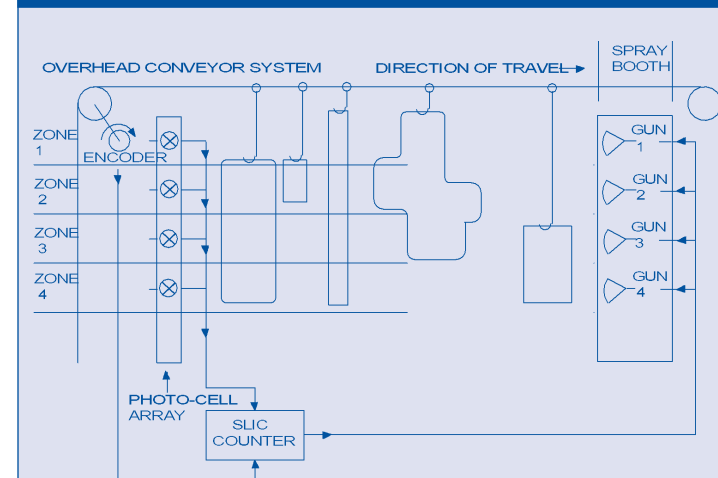 OVERHEAD CONVEYOR SYSTEM
DIRECTION OF TRAVEL
SPRAY
BOOTH
ZONE
1
ENCODER
GUN
1
ZONE
2
GUN
2
ZONE
3
GUN
3
ZONE
4
GUN
4
PHOTO-CELL
ARRAY
SLIC
COUNTER